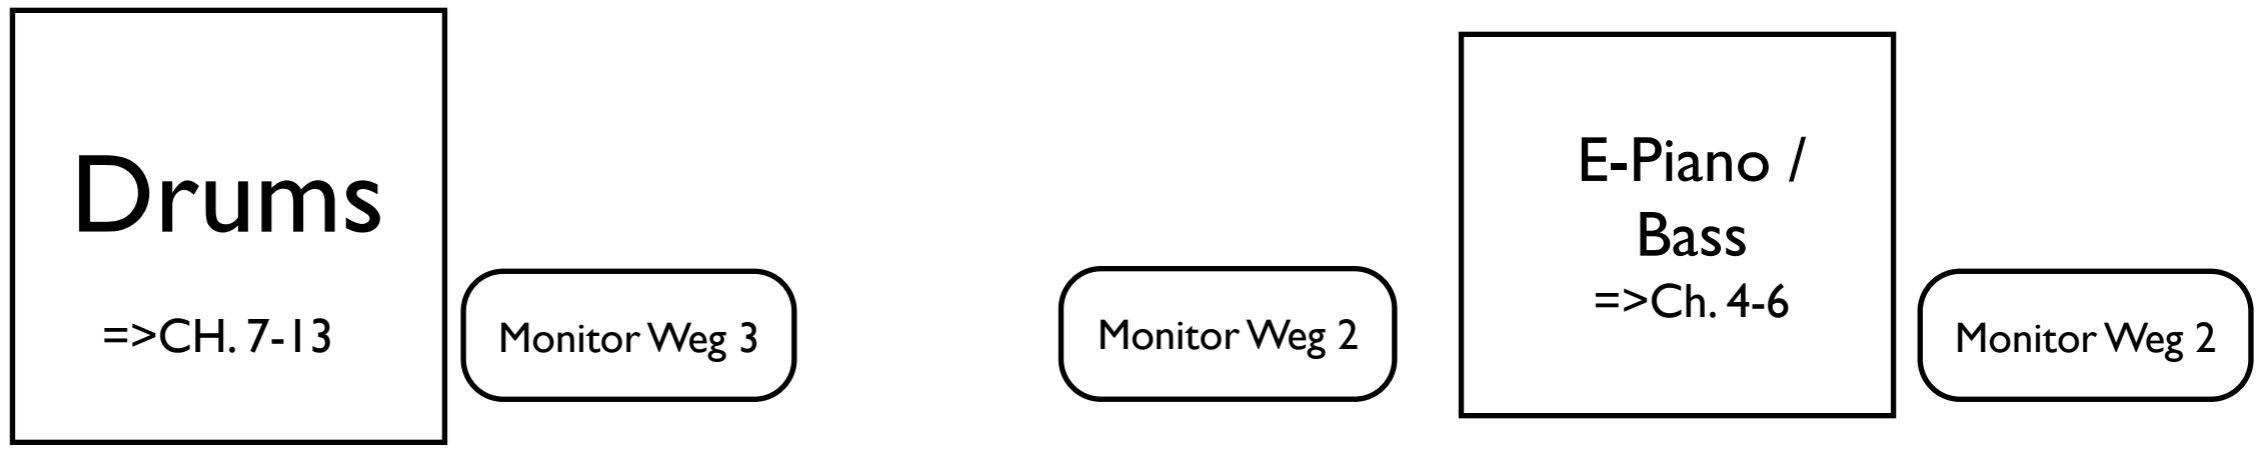 Drums
=>CH. 7-13
Monitor Weg 3
Monitor Weg 2
E-Piano /
Bass
=>Ch. 4-6
Monitor Weg 2